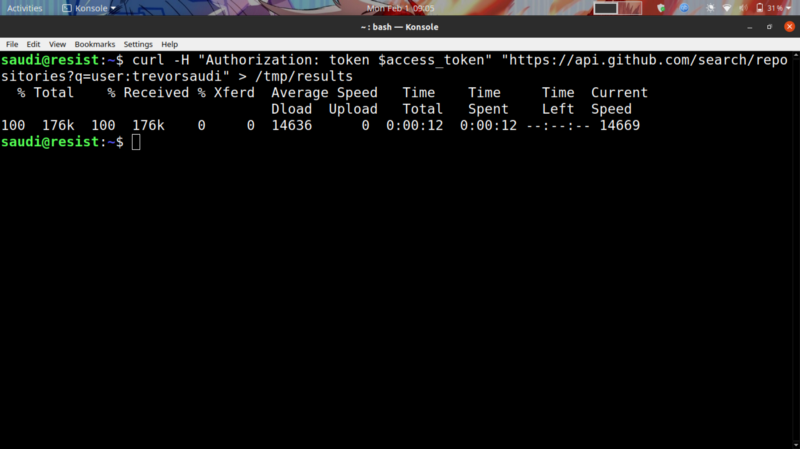 Activities Konsole Mon Feb 1, 09:05 31%
~ : bash — Konsole
File Edit View Bookmarks Settings Help
saudi@resist:~$ curl -H "Authorization: token $access_token" "https://api.github.com/search/repo
sitories?q=user:trevorsaudi" > /tmp/results
% Total % Received % Xferd Average Speed Time Time Time Current
Dload Upload Total Spent Left Speed
100 176k 100 176k 0 0 14636 0 0:00:12 0:00:12 --:--:-- 14669
saudi@resist:~$